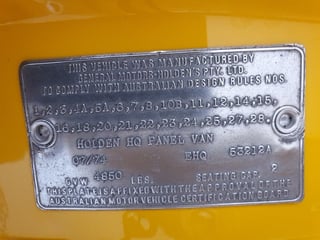 THIS VEHICLE WAS MANUFACTURED BY
GENERAL MOTORS-HOLDEN'S PTY. LTD.
TO COMPLY WITH AUSTRALIAN DESIGN RULES NOS.
1,2,3,4A,5A,6,7,8,10B,11,12,14,15,
16,18,20,21,22,23,24,25,27,28.
HOLDEN HQ PANEL VAN
07/74 EHQ 53212A
GVW 4850 LBS. SEATING CAP. 2
THIS PLATE IS AFFIXED WITH THE APPROVAL OF THE
AUSTRALIAN MOTOR VEHICLE CERTIFICATION BOARD